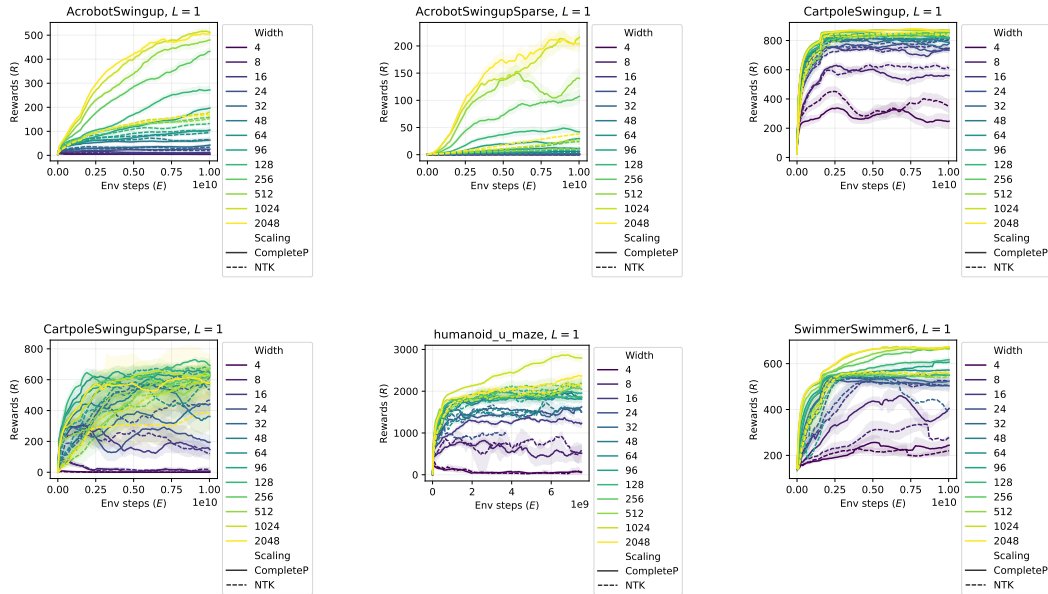 AcrobotSwingup, L = 1
Rewards (R)
500
400
300
200
100
0
0.00 0.25 0.50 0.75 1.00
1e10
Env steps (E)
Width
4
8
16
24
32
48
64
96
128
256
512
1024
2048
Scaling
CompleteP
NTK
AcrobotSwingupSparse, L = 1
Rewards (R)
200
150
100
50
0
0.00 0.25 0.50 0.75 1.00
1e10
Env steps (E)
Width
4
8
16
24
32
48
64
96
128
256
512
1024
2048
Scaling
CompleteP
NTK
CartpoleSwingup, L = 1
Rewards (R)
800
600
400
200
0.00 0.25 0.50 0.75 1.00
1e10
Env steps (E)
Width
4
8
16
24
32
48
64
96
128
256
512
1024
2048
Scaling
CompleteP
NTK
CartpoleSwingupSparse, L = 1
Rewards (R)
800
600
400
200
0
0.00 0.25 0.50 0.75 1.00
1e10
Env steps (E)
Width
4
8
16
24
32
48
64
96
128
256
512
1024
2048
Scaling
CompleteP
NTK
humanoid_u_maze, L = 1
Rewards (R)
3000
2000
1000
0
0 2 4 6
1e9
Env steps (E)
Width
4
8
16
24
32
48
64
96
128
256
512
1024
2048
Scaling
CompleteP
NTK
SwimmerSwimmer6, L = 1
Rewards (R)
600
400
200
0.00 0.25 0.50 0.75 1.00
1e10
Env steps (E)
Width
4
8
16
24
32
48
64
96
128
256
512
1024
2048
Scaling
CompleteP
NTK